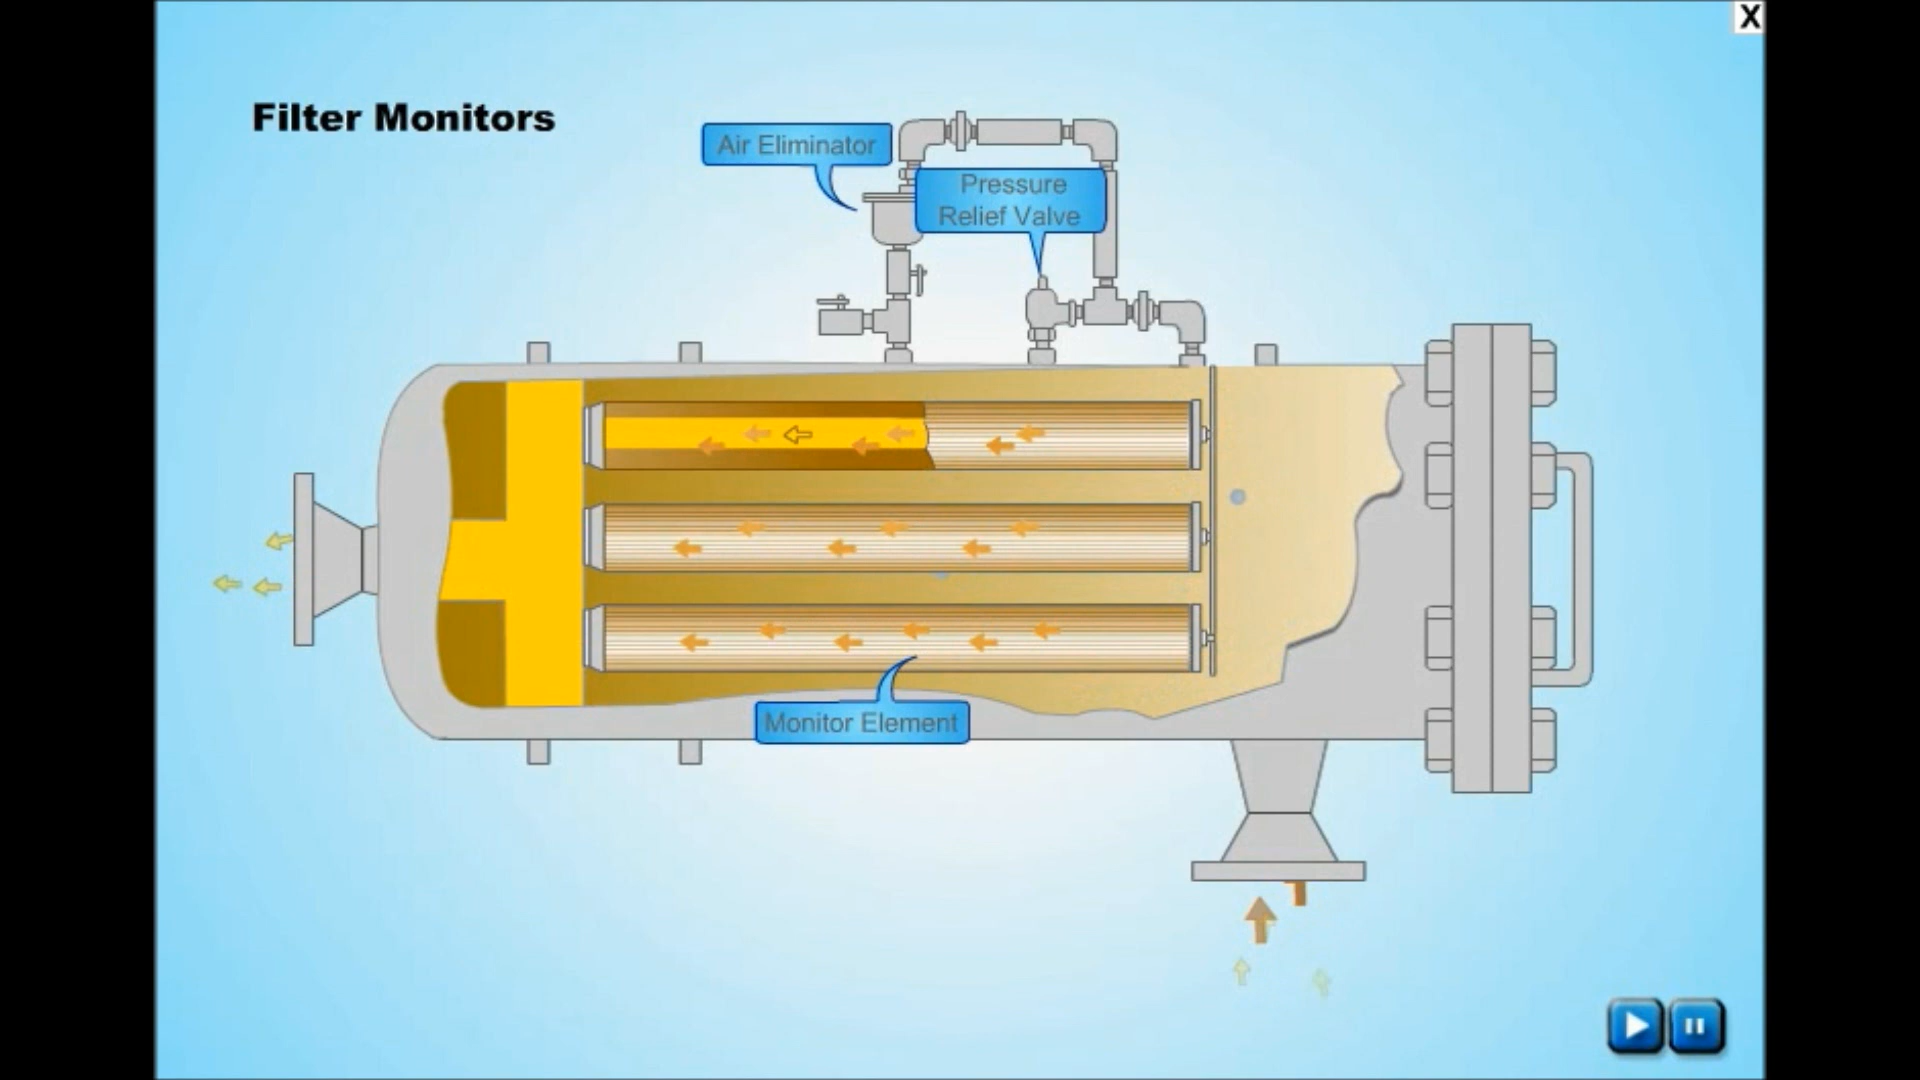 X
Filter Monitors
Air Eliminator
Pressure
Relief Valve
Monitor Element